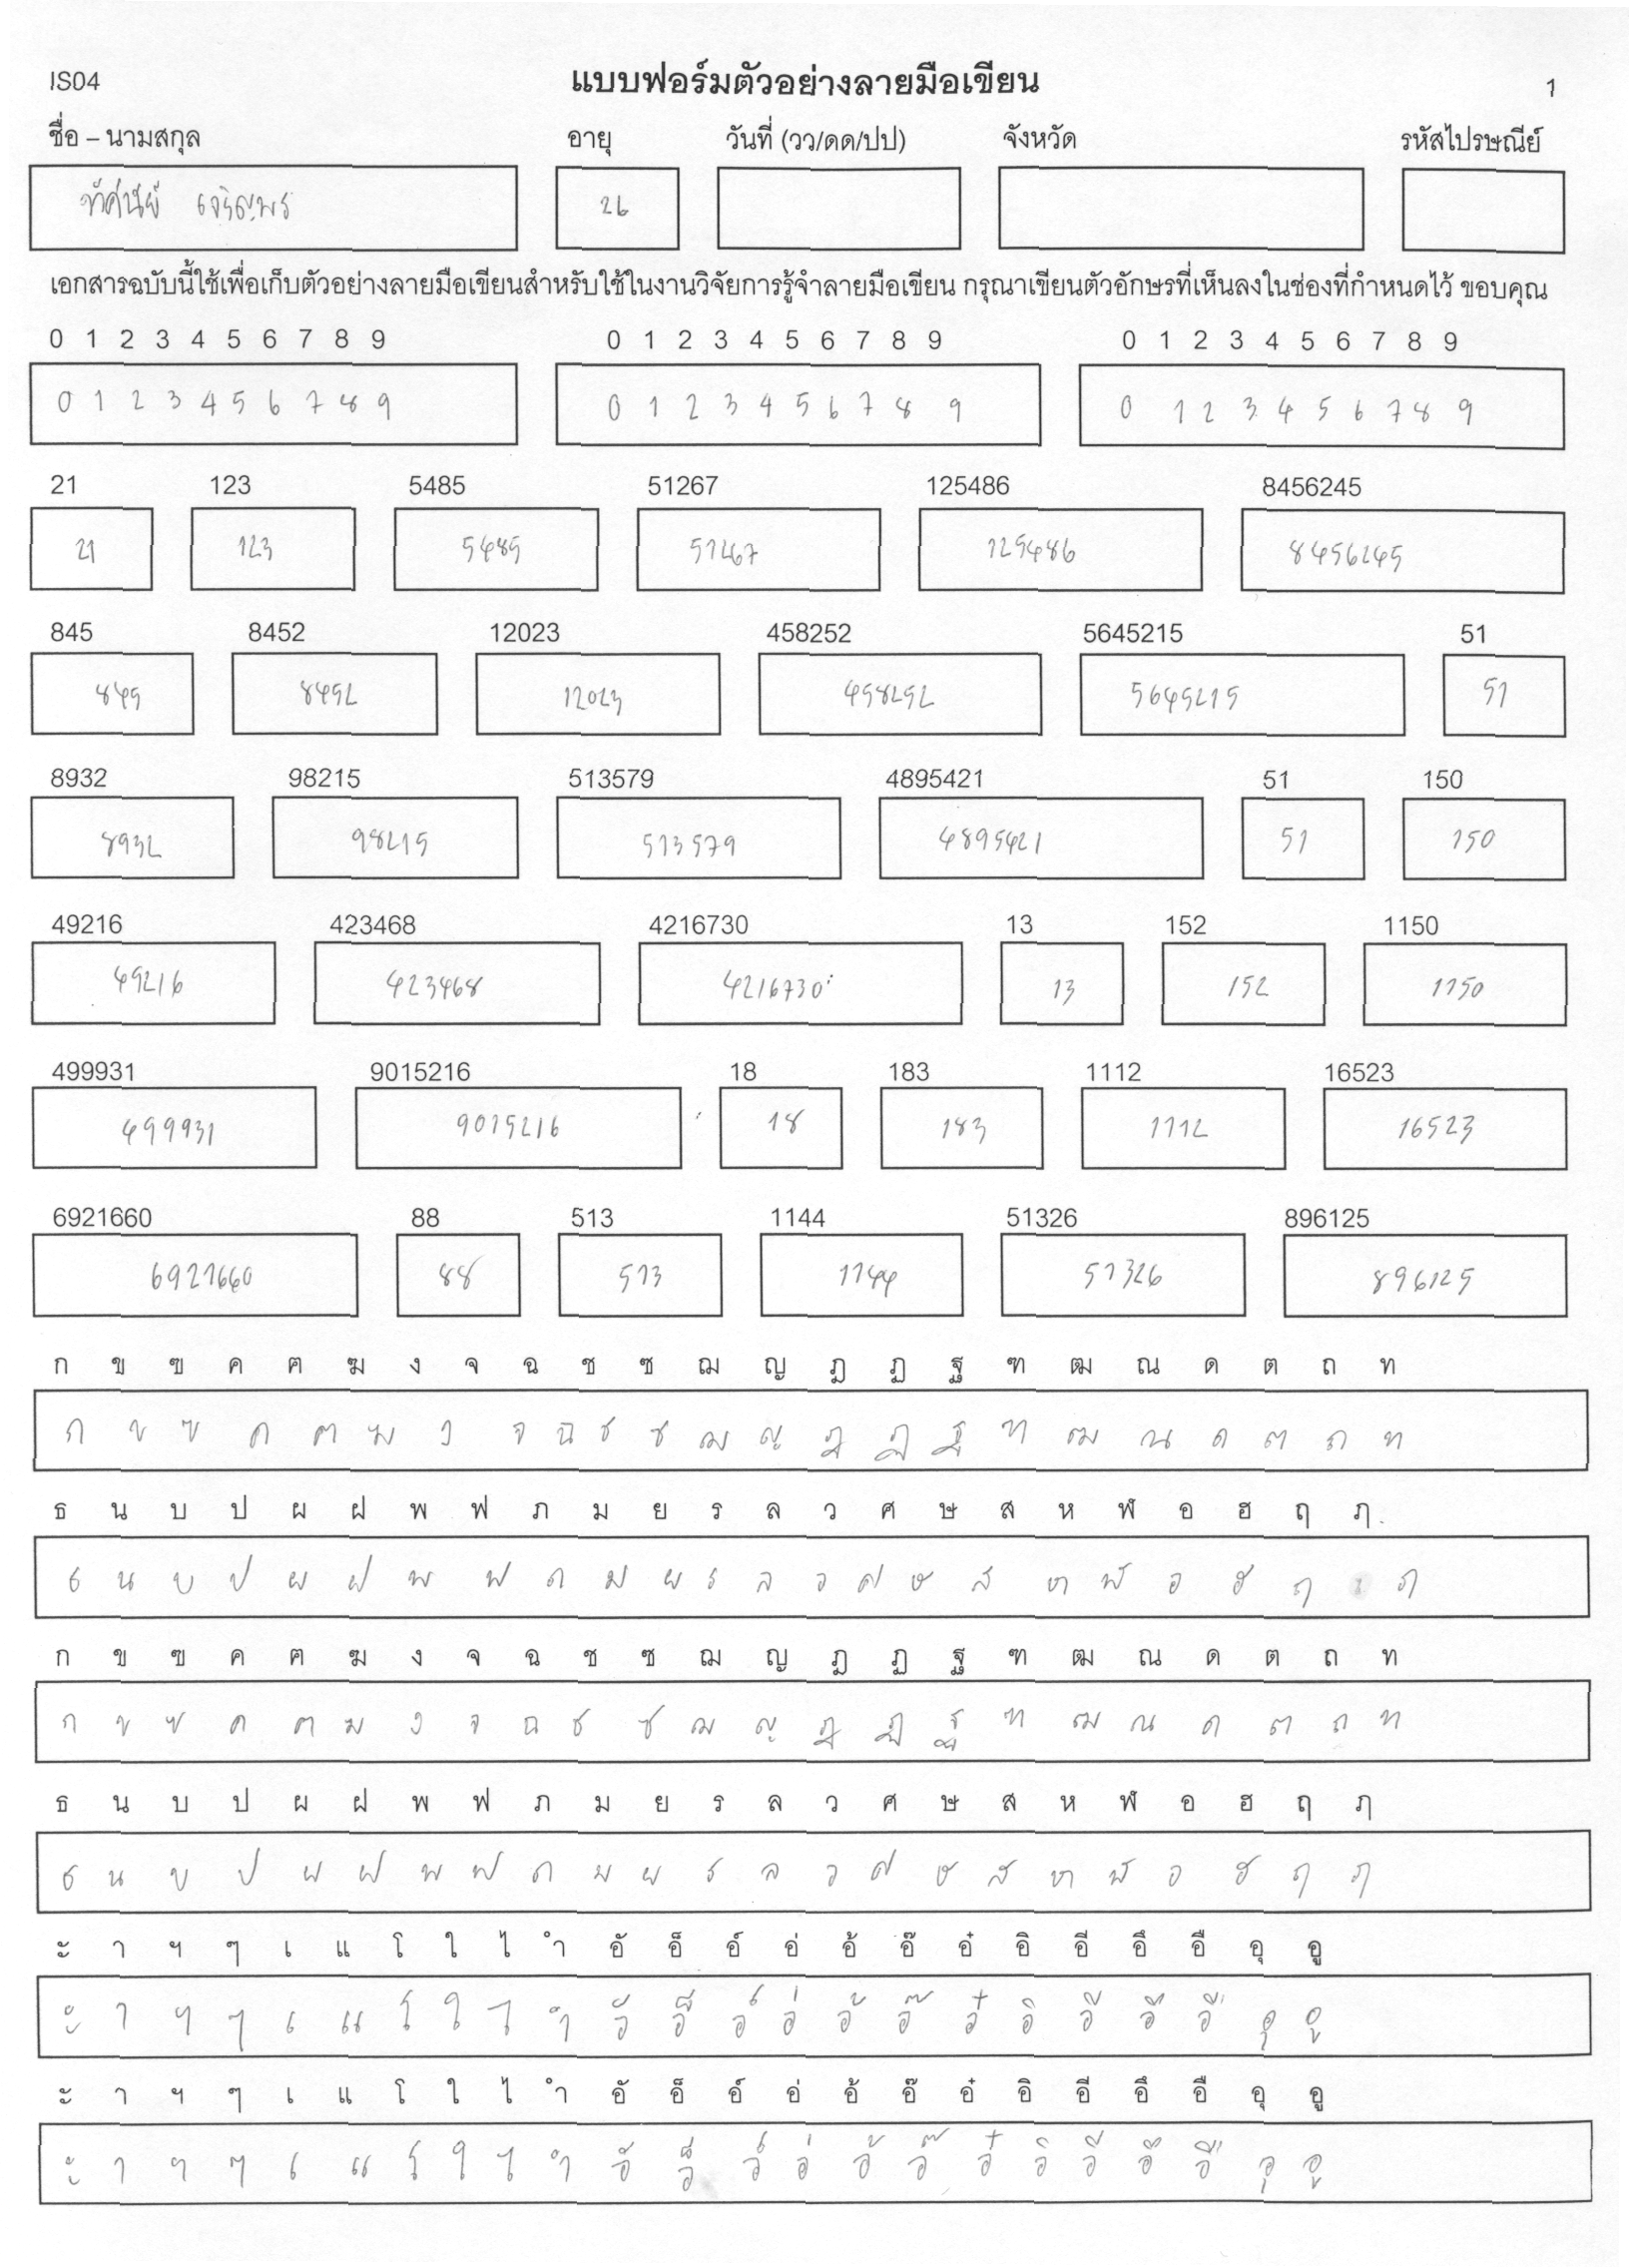 IS04 แบบฟอร์มตัวอย่างลายมือเขียน 1
ชื่อ – นามสกุล อายุ วันที่ (วว/ดด/ปป) จังหวัด รหัสไปรษณีย์
ทัศนีย์ เจริญพร 26
เอกสารฉบับนี้ใช้เพื่อเก็บตัวอย่างลายมือเขียนสำหรับใช้ในงานวิจัยการรู้จำลายมือเขียน กรุณาเขียนตัวอักษรที่เห็นลงในช่องที่กำหนดไว้ ขอบคุณ
0 1 2 3 4 5 6 7 8 9 0 1 2 3 4 5 6 7 8 9 0 1 2 3 4 5 6 7 8 9
0 1 2 3 4 5 6 7 8 9 0 1 2 3 4 5 6 7 8 9 0 1 2 3 4 5 6 7 8 9
21 123 5485 51267 125486 8456245
21 123 5485 51267 125486 8456245
845 8452 12023 458252 5645215 51
845 8452 12023 458252 5645215 51
8932 98215 513579 4895421 51 150
8932 98215 513579 4895421 51 150
49216 423468 4216730 13 152 1150
49216 423468 4216730 13 152 1150
499931 9015216 18 183 1112 16523
499931 9015216 18 183 1112 16523
6921660 88 513 1144 51326 896125
6921660 88 513 1144 51326 896125
ก ข ฃ ค ฅ ฆ ง จ ฉ ช ซ ฌ ญ ฎ ฏ ฐ ฑ ฒ ณ ด ต ถ ท
ก ข ฃ ค ฅ ฆ ง จ ฉ ช ซ ฌ ญ ฎ ฏ ฐ ฑ ฒ ณ ด ต ถ ท
ธ น บ ป ผ ฝ พ ฟ ภ ม ย ร ล ว ศ ษ ส ห ฬ อ ฮ ฤ ฦ
ธ น บ ป ผ ฝ พ ฟ ภ ม ย ร ล ว ศ ษ ส ห ฬ อ ฮ ฤ ฦ
ก ข ฃ ค ฅ ฆ ง จ ฉ ช ซ ฌ ญ ฎ ฏ ฐ ฑ ฒ ณ ด ต ถ ท
ก ข ฃ ค ฅ ฆ ง จ ฉ ช ซ ฌ ญ ฎ ฏ ฐ ฑ ฒ ณ ด ต ถ ท
ธ น บ ป ผ ฝ พ ฟ ภ ม ย ร ล ว ศ ษ ส ห ฬ อ ฮ ฤ ฦ
ธ น บ ป ผ ฝ พ ฟ ภ ม ย ร ล ว ศ ษ ส ห ฬ อ ฮ ฤ ฦ
ะ า ฯ ๆ เ แ โ ใ ไ ำ อั อ็ อ์ อ่ อ้ อ๊ อ๋ อิ อี อึ อื อุ อู
ะ า ฯ ๆ เ แ โ ใ ไ ำ อั อ็ อ์ อ่ อ้ อ๊ อ๋ อิ อี อึ อื อุ อู
ะ า ฯ ๆ เ แ โ ใ ไ ำ อั อ็ อ์ อ่ อ้ อ๊ อ๋ อิ อี อึ อื อุ อู
ะ า ฯ ๆ เ แ โ ใ ไ ำ อั อ็ อ์ อ่ อ้ อ๊ อ๋ อิ อี อึ อื อุ อู